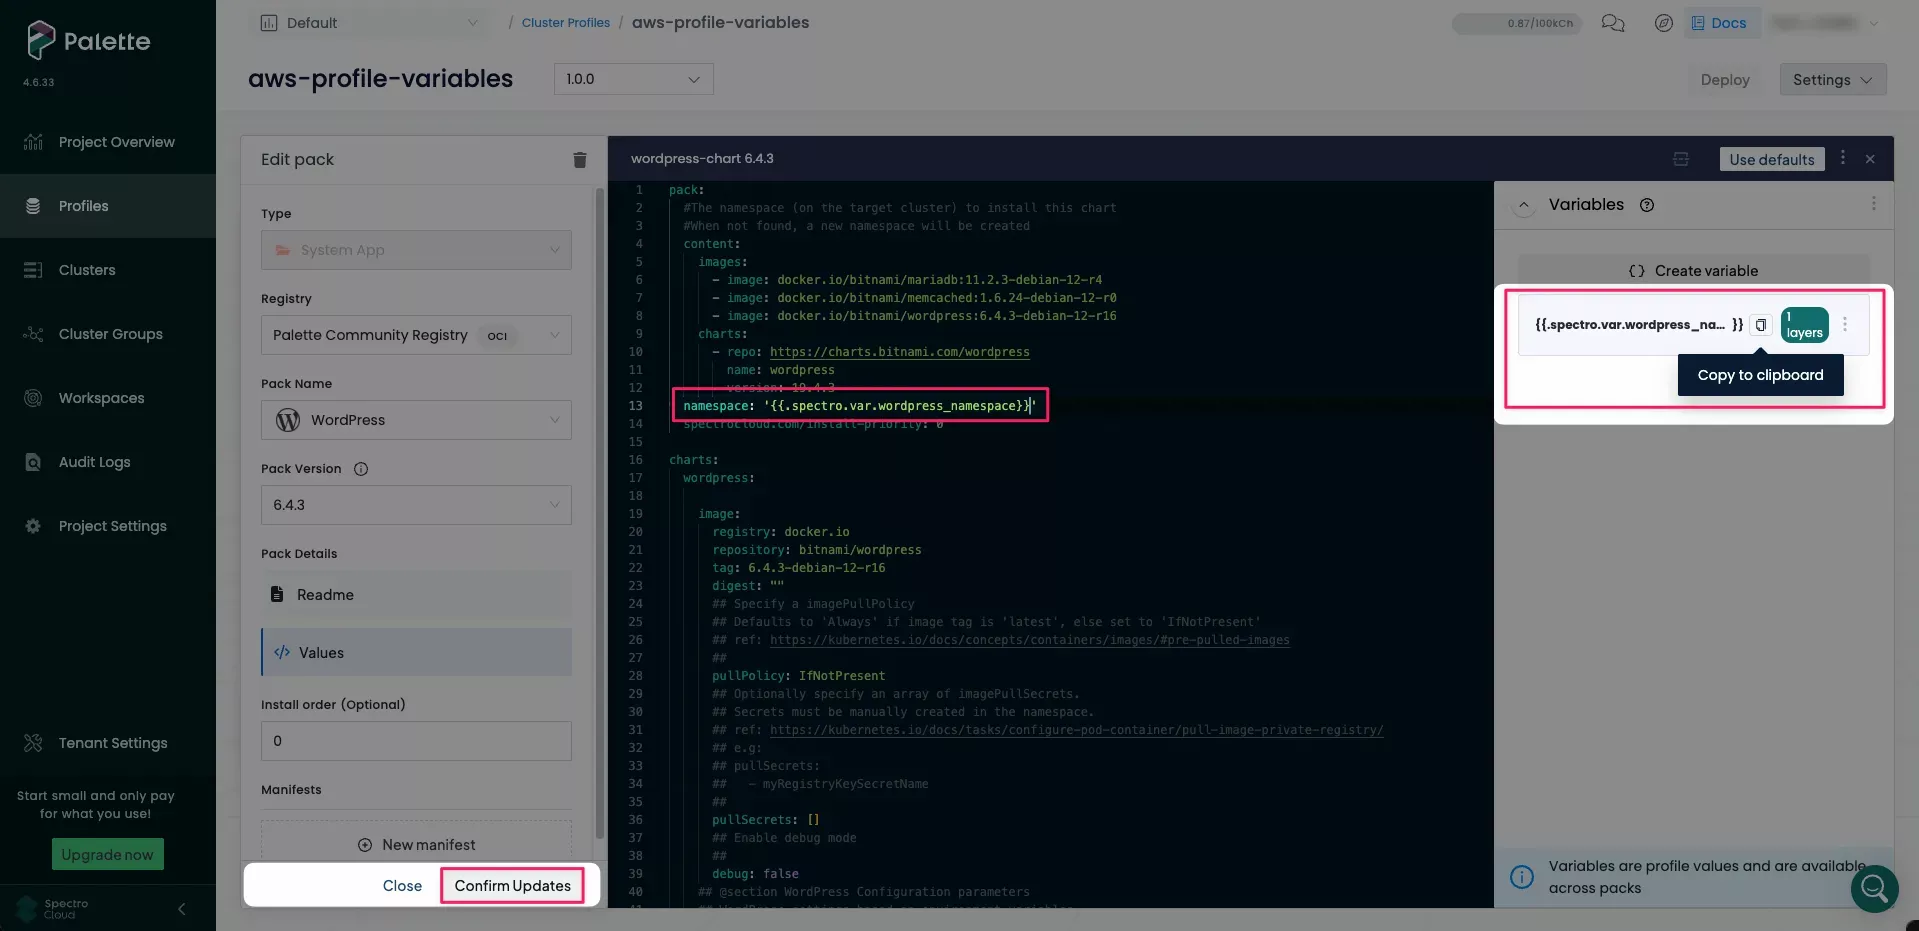 Palette
4.6.33
Project Overview
Profiles
Clusters
Cluster Groups
Workspaces
Audit Logs
Project Settings
Tenant Settings
Start small and only pay
for what you use!
Upgrade now
Spectro
Cloud
Default
/ Cluster Profiles / aws-profile-variables
0.87/100kCh
Docs
aws-profile-variables
1.0.0
Deploy
Settings
Edit pack
Type
System App
Registry
Palette Community Registry OCI
Pack Name
WordPress
Pack Version
6.4.3
Pack Details
Readme
</> Values
Install order (Optional)
0
Manifests
New manifest
Close
Confirm Updates
wordpress-chart 6.4.3
Use defaults
1 pack:
2 #The namespace (on the target cluster) to install this chart
3 #When not found, a new namespace will be created
4 content:
5 images:
6 - image: docker.io/bitnami/mariadb:11.2.3-debian-12-r4
7 - image: docker.io/bitnami/memcached:1.6.24-debian-12-r0
8 - image: docker.io/bitnami/wordpress:6.4.3-debian-12-r16
9 charts:
10 - repo: https://charts.bitnami.com/wordpress
11 name: wordpress
12 version: 19.4.3
13 namespace: '{{.spectro.var.wordpress_namespace}}'
14 spectrocloud.com/install-priority: 0
15
16 charts:
17 wordpress:
18
19 image:
20 registry: docker.io
21 repository: bitnami/wordpress
22 tag: 6.4.3-debian-12-r16
23 digest: ""
24 ## Specify a imagePullPolicy
25 ## Defaults to 'Always' if image tag is 'latest', else set to 'IfNotPresent'
26 ## ref: https://kubernetes.io/docs/concepts/containers/images/#pre-pulled-images
27 ##
28 pullPolicy: IfNotPresent
29 ## Optionally specify an array of imagePullSecrets.
30 ## Secrets must be manually created in the namespace.
31 ## ref: https://kubernetes.io/docs/tasks/configure-pod-container/pull-image-private-registry/
32 ## e.g:
33 ## pullSecrets:
34 ## - myRegistryKeySecretName
35 ##
36 pullSecrets: []
37 ## Enable debug mode
38 ##
39 debug: false
40 ## @section WordPress Configuration parameters
Variables
{} Create variable
{{.spectro.var.wordpress_na... }}
1
layers
Copy to clipboard
Variables are profile values and are available
across packs